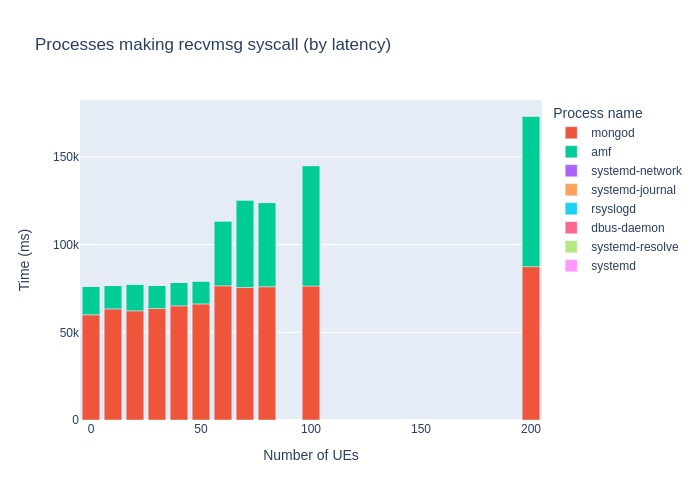 Processes making recvmsg syscall (by latency)
Process name
mongod
amf
systemd-network
systemd-journal
rsyslogd
dbus-daemon
systemd-resolve
systemd
Time (ms)
150k
100k
50k
0
0
50
100
150
200
Number of UEs